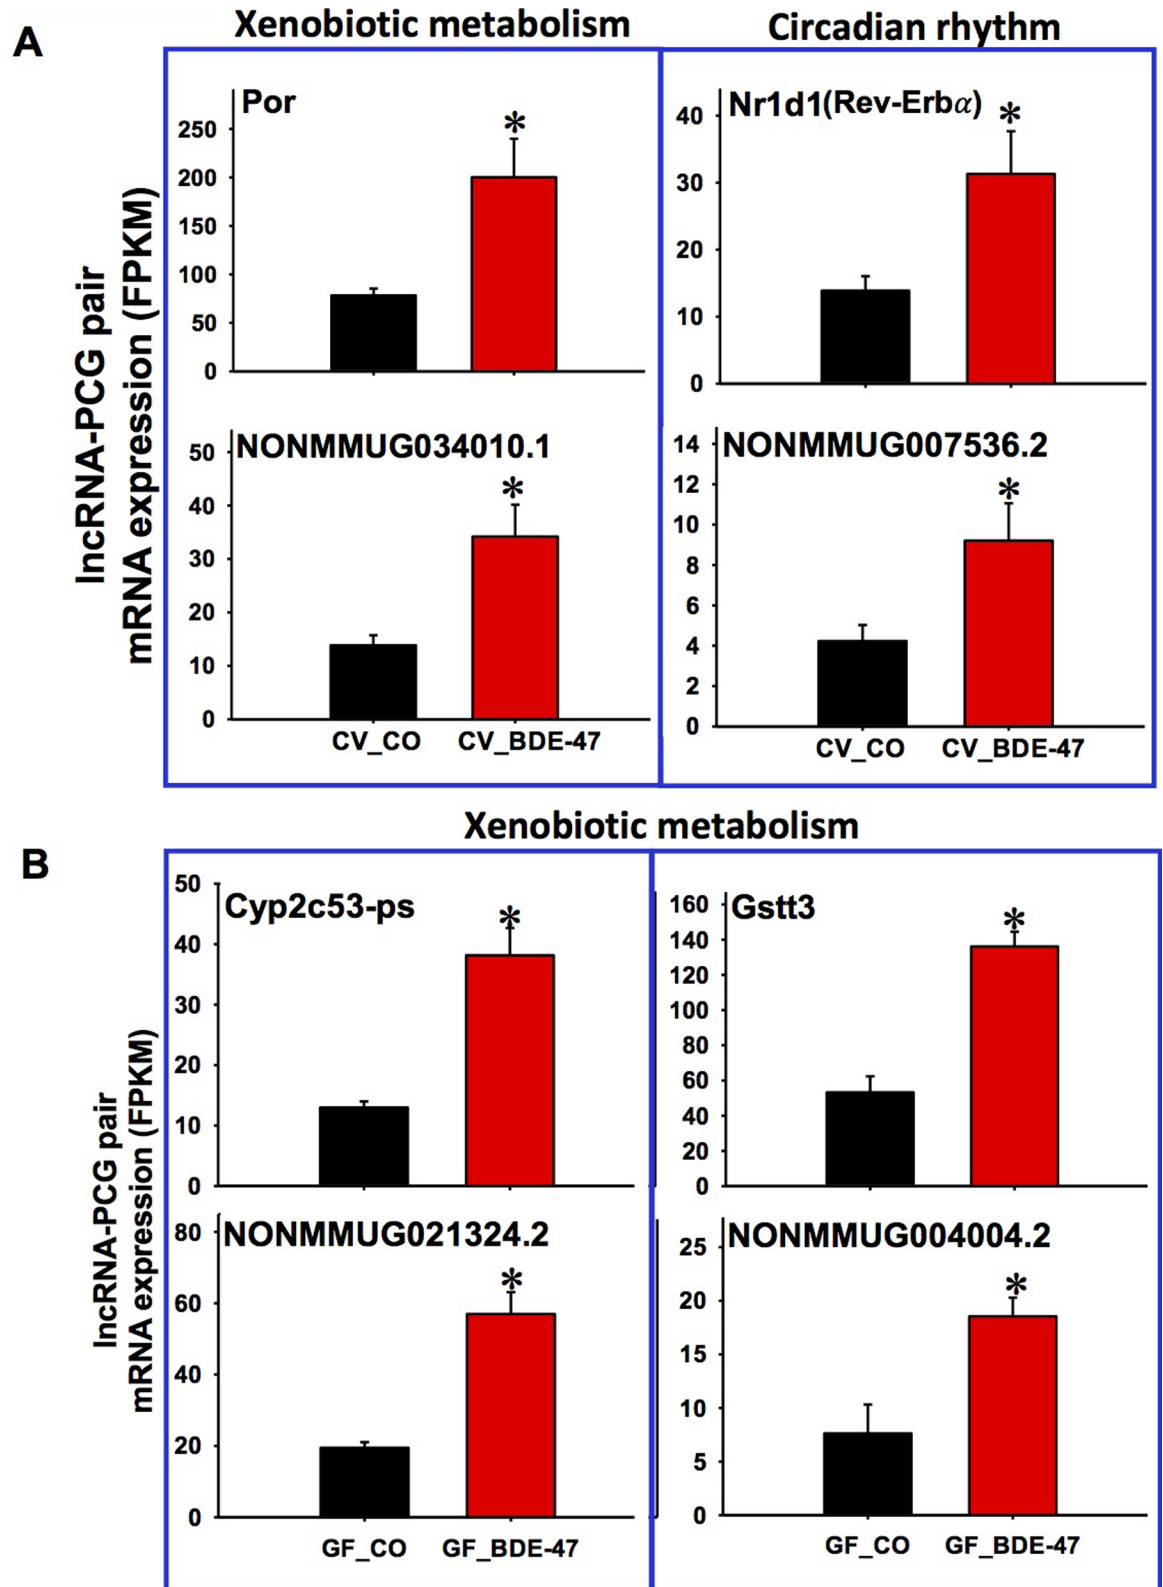 A
Xenobiotic metabolism
Circadian rhythm
lncRNA-PCG pair
mRNA expression (FPKM)
Por
*
250
200
150
100
50
0
Nr1d1(Rev-Erbα)
*
40
30
20
10
0
NONMMUG034010.1
*
50
40
30
20
10
0
CV_CO CV_BDE-47
NONMMUG007536.2
*
14
12
10
8
6
4
2
0
CV_CO CV_BDE-47
B
Xenobiotic metabolism
lncRNA-PCG pair
mRNA expression (FPKM)
Cyp2c53-ps
*
50
40
30
20
10
0
Gstt3
*
160
140
120
100
80
60
40
20
0
NONMMUG021324.2
*
80
60
40
20
0
GF_CO GF_BDE-47
NONMMUG004004.2
*
25
20
15
10
5
0
GF_CO GF_BDE-47